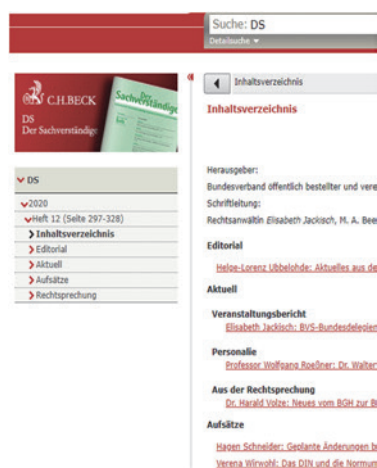 Suche: DS
Detailsuche
C.H.BECK
DS
Der Sachverständige
Der
Sachverständige
Inhaltsverzeichnis
Inhaltsverzeichnis
DS
2020
Heft 12 (Seite 297-328)
Inhaltsverzeichnis
Editorial
Aktuell
Aufsätze
Rechtsprechung
Herausgeber:
Bundesverband öffentlich bestellter und vere
Schriftleitung:
Rechtsanwältin Elisabeth Jackisch, M. A. Beet
Editorial
Helge-Lorenz Ubbelohde: Aktuelles aus de
Aktuell
Veranstaltungsbericht
Elisabeth Jackisch: BVS-Bundesdelegien
Personalie
Professor Wolfgang Roeßner: Dr. Walter
Aus der Rechtsprechung
Dr. Harald Volze: Neues vom BGH zur B
Aufsätze
Hagen Schneider: Geplante Änderungen b
Verena Wirwohl: Das DIN und die Normun